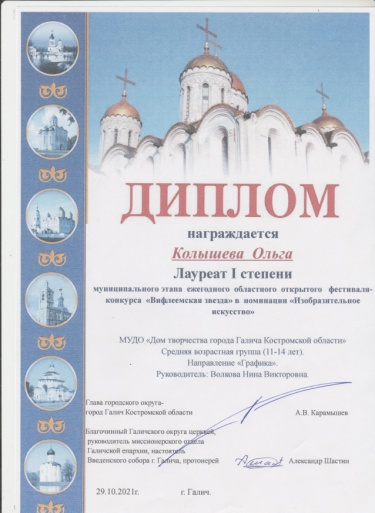 ДИПЛОМ
награждается
Колышева Ольга
Лауреат I степени
муниципального этапа ежегодного областного открытого фестиваля-
конкурса «Вифлеемская звезда» в номинации «Изобразительное
искусство»
МУДО «Дом творчества города Галича Костромской области»
Средняя возрастная группа (11-14 лет).
Направление «Графика».
Руководитель: Волкова Нина Викторовна.
Глава городского округа-
город Галич Костромской области А.В. Карамышев
Благочинный Галичского округа церквей,
руководитель миссионерского отдела
Галичской епархии, настоятель
Введенского собора г. Галича, протоиерей Александр Шастин
29.10.2021г. г. Галич.